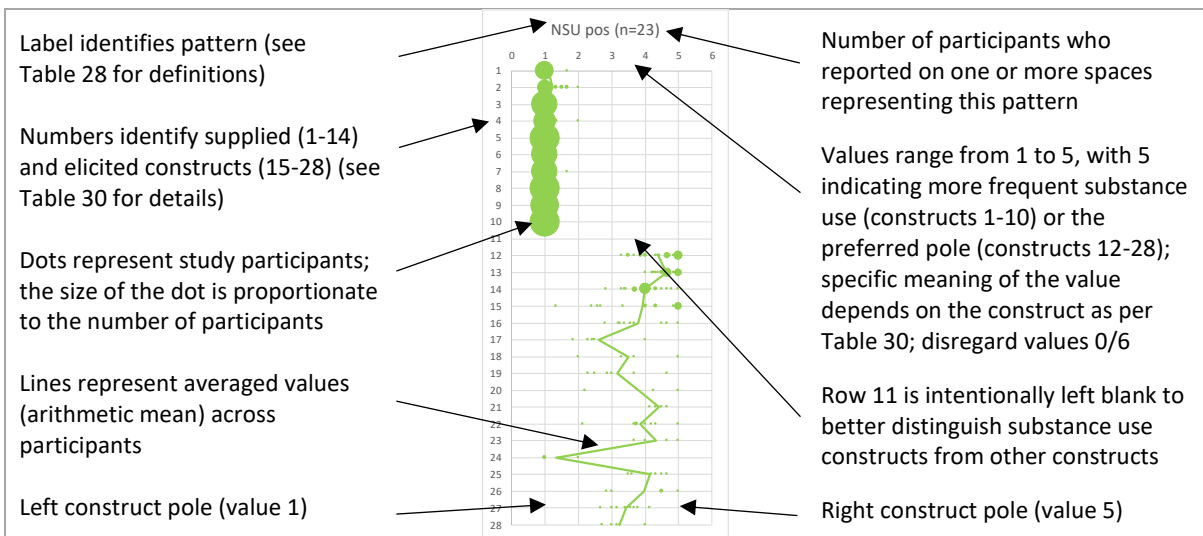 Label identifies pattern (see
Table 28 for definitions)
Numbers identify supplied (1-14)
and elicited constructs (15-28) (see
Table 30 for details)
Dots represent study participants;
the size of the dot is proportionate
to the number of participants
Lines represent averaged values
(arithmetic mean) across
participants
Left construct pole (value 1)
NSU pos (n=23)
0 1 2 3 4 5 6
1
2
3
4
5
6
7
8
9
10
11
12
13
14
15
16
17
18
19
20
21
22
23
24
25
26
27
28
Number of participants who
reported on one or more spaces
representing this pattern
Values range from 1 to 5, with 5
indicating more frequent substance
use (constructs 1-10) or the
preferred pole (constructs 12-28);
specific meaning of the value
depends on the construct as per
Table 30; disregard values 0/6
Row 11 is intentionally left blank to
better distinguish substance use
constructs from other constructs
Right construct pole (value 5)